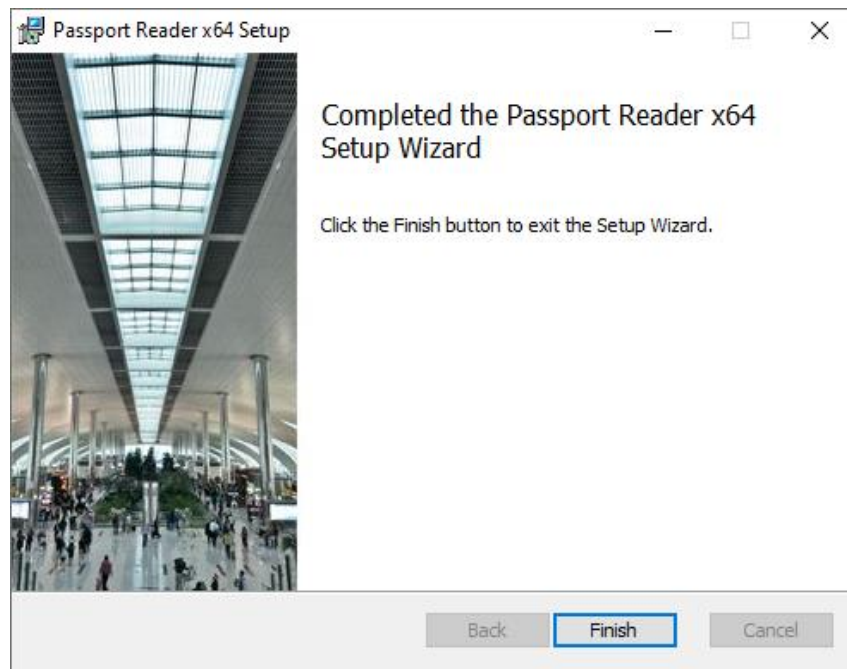 Passport Reader x64 Setup
Completed the Passport Reader x64
Setup Wizard
Click the Finish button to exit the Setup Wizard.
Back
Finish
Cancel